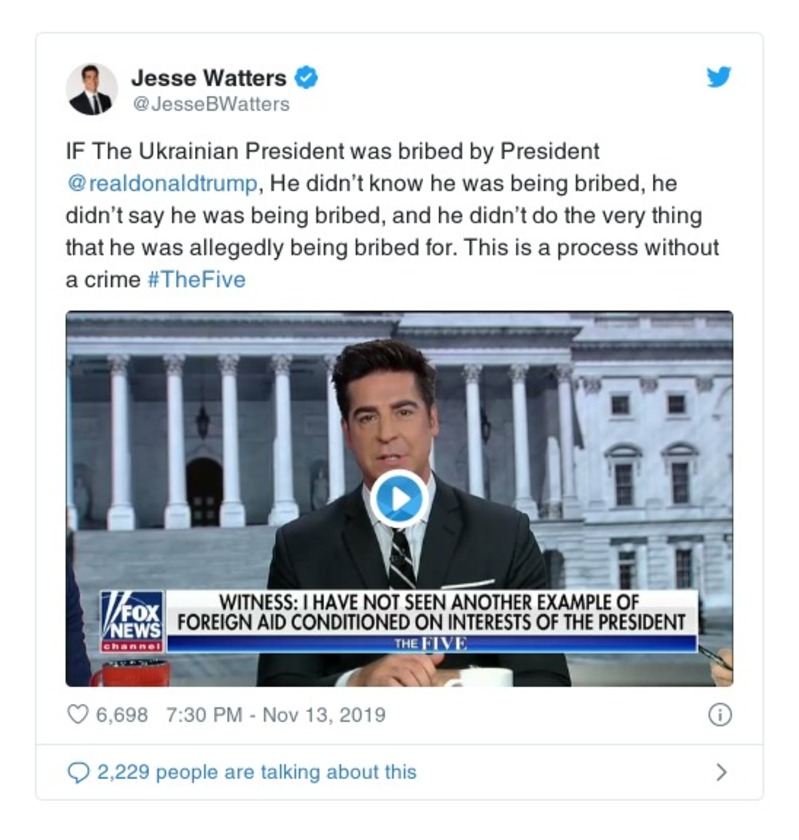 Jesse Watters
@JesseBWatters
IF The Ukrainian President was bribed by President
@realdonaldtrump, He didn't know he was being bribed, he
didn't say he was being bribed, and he didn't do the very thing
that he was allegedly being bribed for. This is a process without
a crime #TheFive
FOX
NEWS
channel
WITNESS: I HAVE NOT SEEN ANOTHER EXAMPLE OF
FOREIGN AID CONDITIONED ON INTERESTS OF THE PRESIDENT
THE FIVE
6,698 7:30 PM - Nov 13, 2019
2,229 people are talking about this